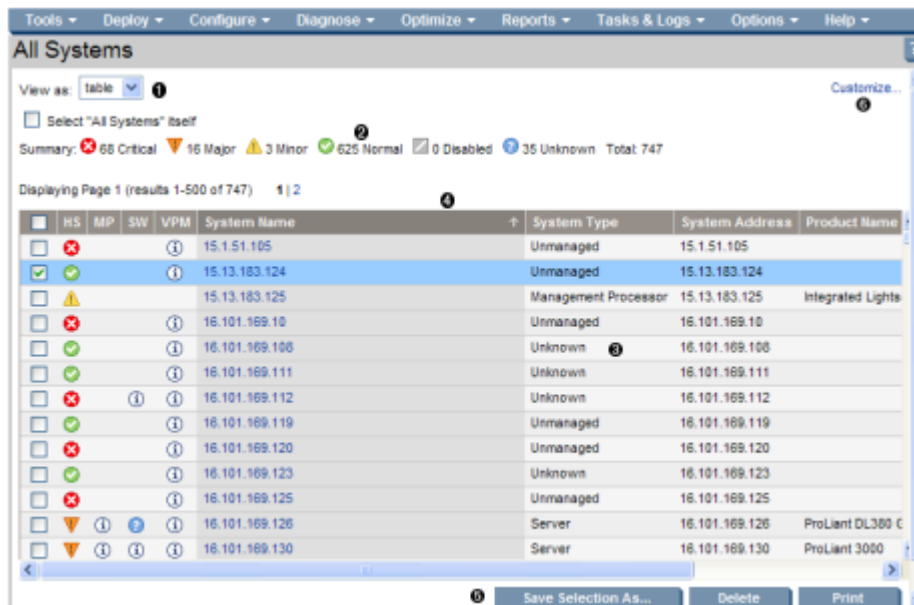 Tools Deploy Configure Diagnose Optimize Reports Tasks & Logs Options Help
All Systems ?
View as: table 1 Customize...
6
Select "All Systems" itself
2
Summary: 68 Critical 16 Major 3 Minor 625 Normal 0 Disabled 35 Unknown Total: 747
Displaying Page 1 (results 1-500 of 747) 1 | 2
4
HS MP SW VPM System Name System Type System Address Product Name
15.1.51.105 Unmanaged 15.1.51.105
15.13.183.124 Unmanaged 15.13.183.124
15.13.183.125 Management Processor 15.13.183.125 Integrated Lights
16.101.169.10 Unmanaged 16.101.169.10
16.101.169.108 Unknown 3 16.101.169.108
16.101.169.111 Unknown 16.101.169.111
16.101.169.112 Unknown 16.101.169.112
16.101.169.119 Unmanaged 16.101.169.119
16.101.169.120 Unmanaged 16.101.169.120
16.101.169.123 Unknown 16.101.169.123
16.101.169.125 Unmanaged 16.101.169.125
16.101.169.126 Server 16.101.169.126 ProLiant DL380 G
16.101.169.130 Server 16.101.169.130 ProLiant 3000
5 Save Selection As... Delete Print